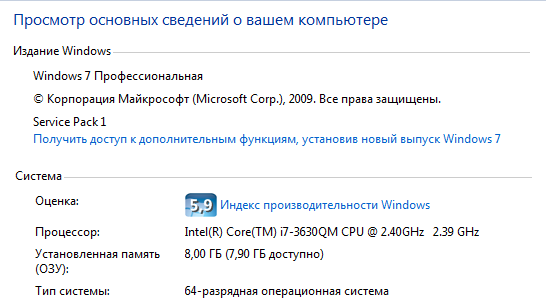 Просмотр основных сведений о вашем компьютере
Издание Windows
Windows 7 Профессиональная
© Корпорация Майкрософт (Microsoft Corp.), 2009. Все права защищены.
Service Pack 1
Получить доступ к дополнительным функциям, установив новый выпуск Windows 7
Система
Оценка: 5,9 Индекс производительности Windows
Процессор: Intel(R) Core(TM) i7-3630QM CPU @ 2.40GHz 2.39 GHz
Установленная память 8,00 ГБ (7,90 ГБ доступно)
(ОЗУ):
Тип системы: 64-разрядная операционная система